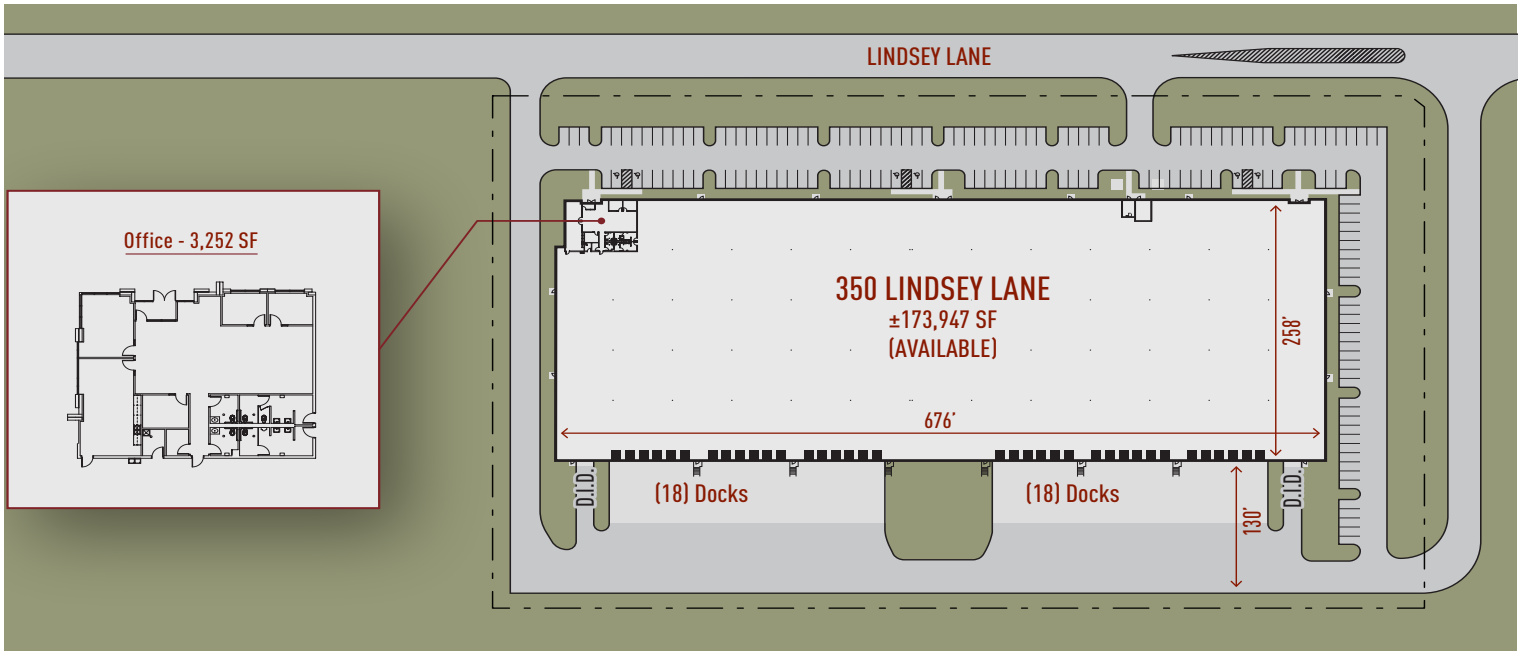 LINDSEY LANE
Office - 3,252 SF
350 LINDSEY LANE
±173,947 SF
(AVAILABLE)
258'
676'
D.I.D.
(18) Docks
(18) Docks
D.I.D.
130'